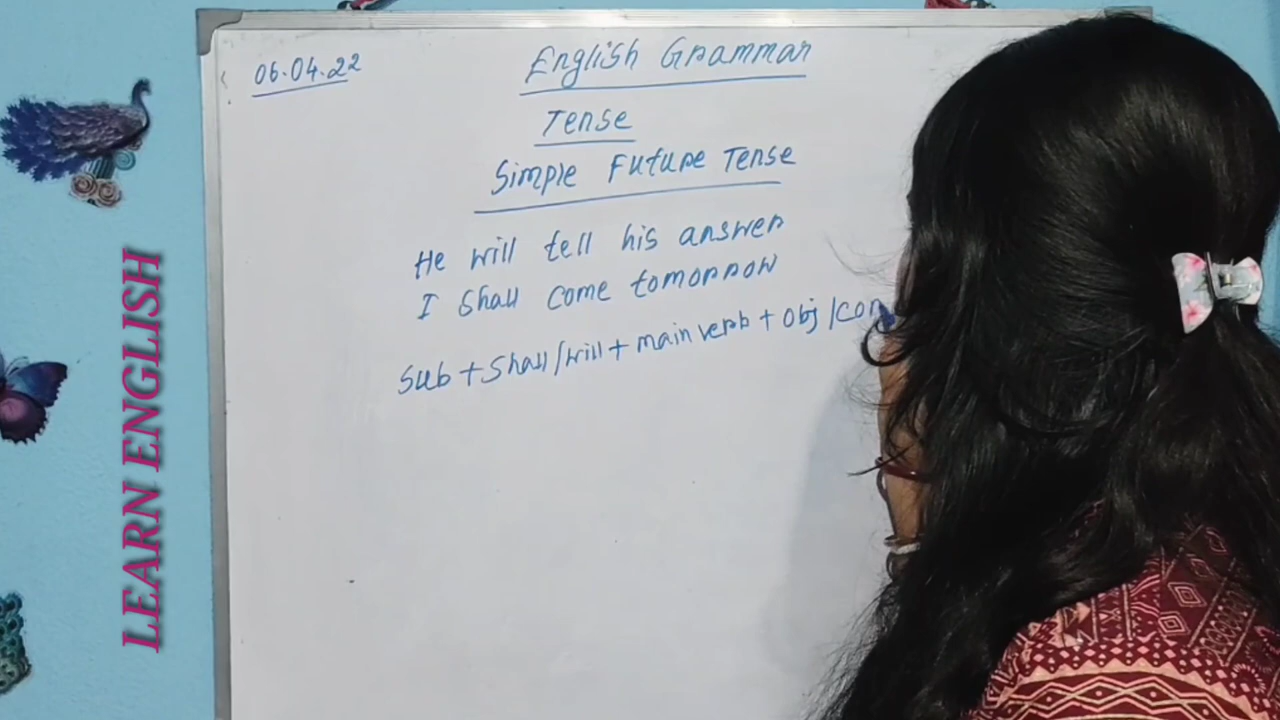 06.04.22
English Grammar
Tense
Simple Future Tense
He will tell his answer
I shall come tomorrow
Sub + Shall/will + main verb + obj /com
LEARN ENGLISH